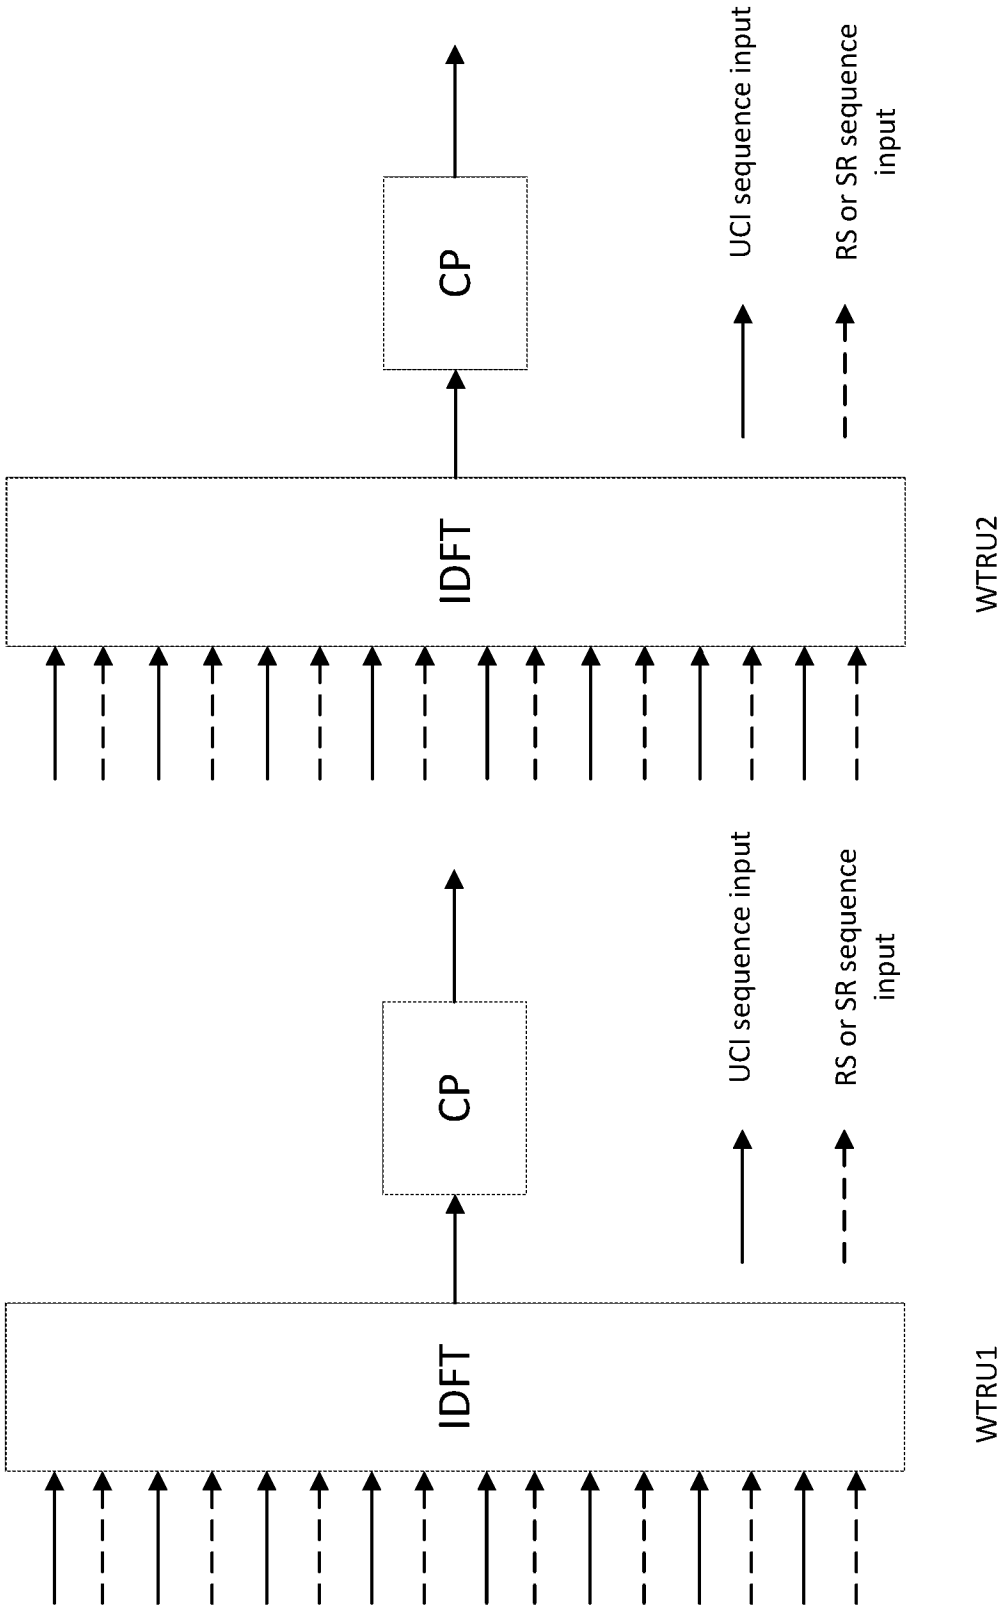 IDFT
CP
UCI sequence input
RS or SR sequence
input
WTRU1
IDFT
CP
UCI sequence input
RS or SR sequence
input
WTRU2